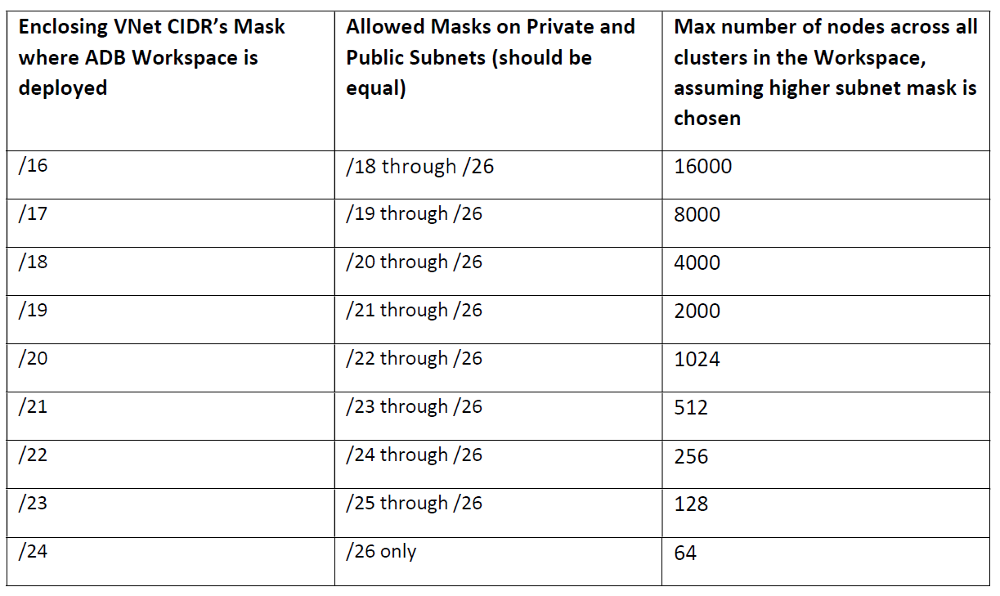 Enclosing VNet CIDR’s Mask
where ADB Workspace is
deployed
Allowed Masks on Private and
Public Subnets (should be
equal)
Max number of nodes across all
clusters in the Workspace,
assuming higher subnet mask is
chosen
/16
/18 through /26
16000
/17
/19 through /26
8000
/18
/20 through /26
4000
/19
/21 through /26
2000
/20
/22 through /26
1024
/21
/23 through /26
512
/22
/24 through /26
256
/23
/25 through /26
128
/24
/26 only
64